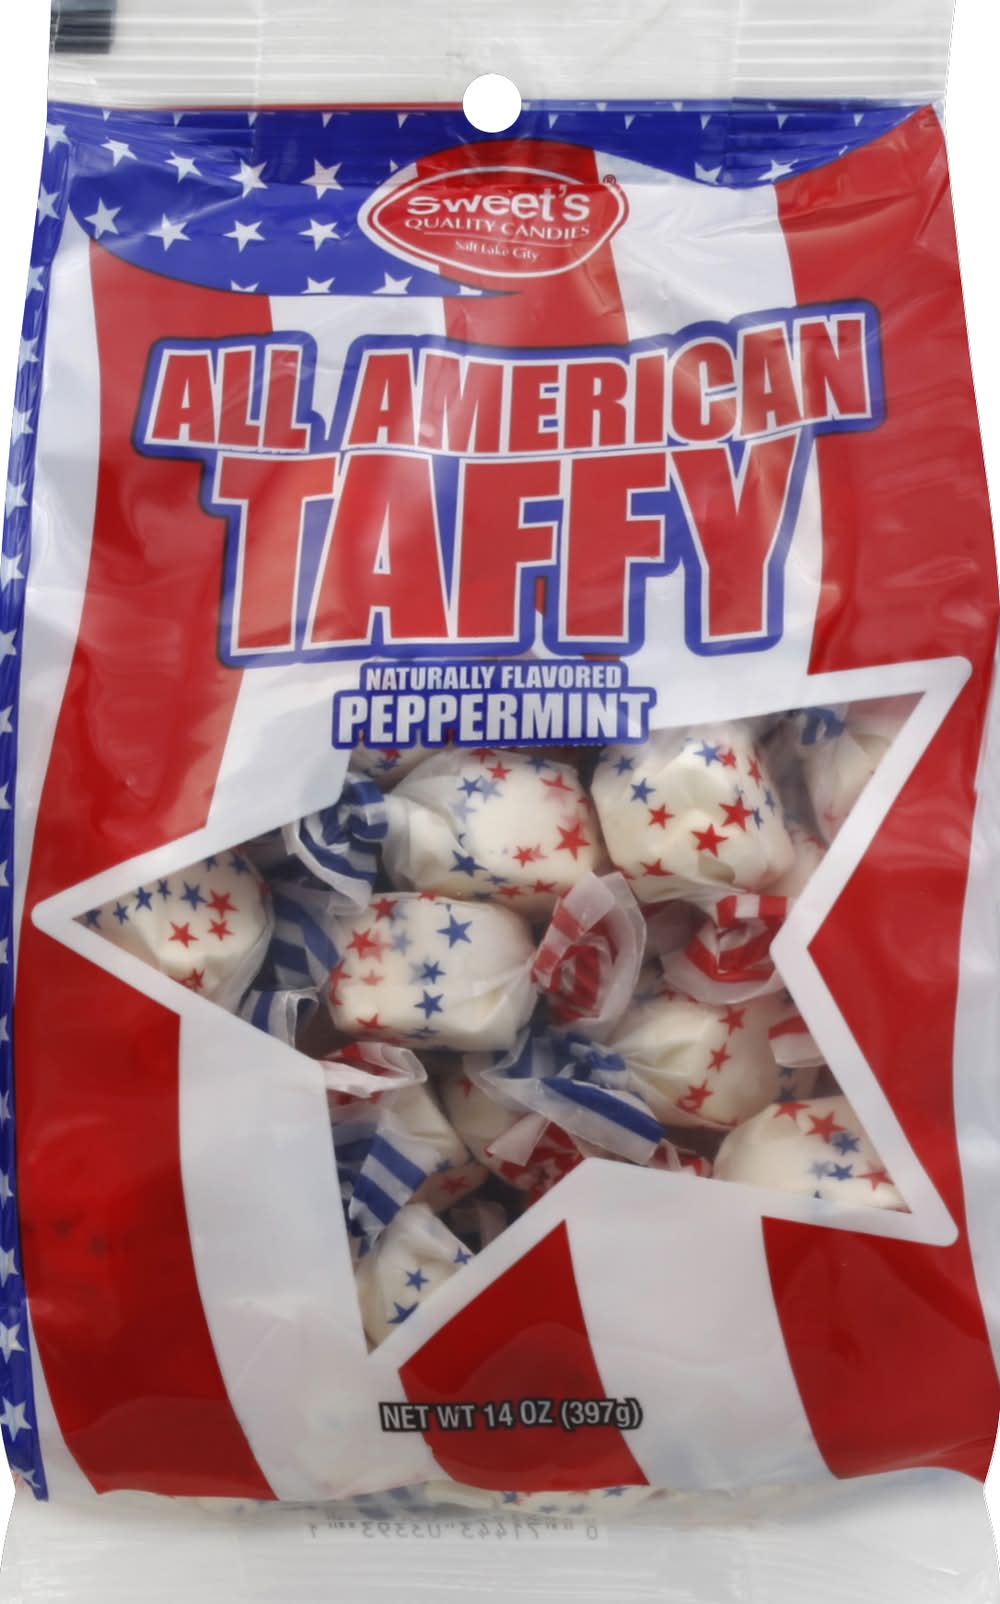 sweet's®
QUALITY CANDIES
Salt Lake City
ALL AMERICAN
TAFFY
NATURALLY FLAVORED
PEPPERMINT
NET WT 14 OZ (397g)